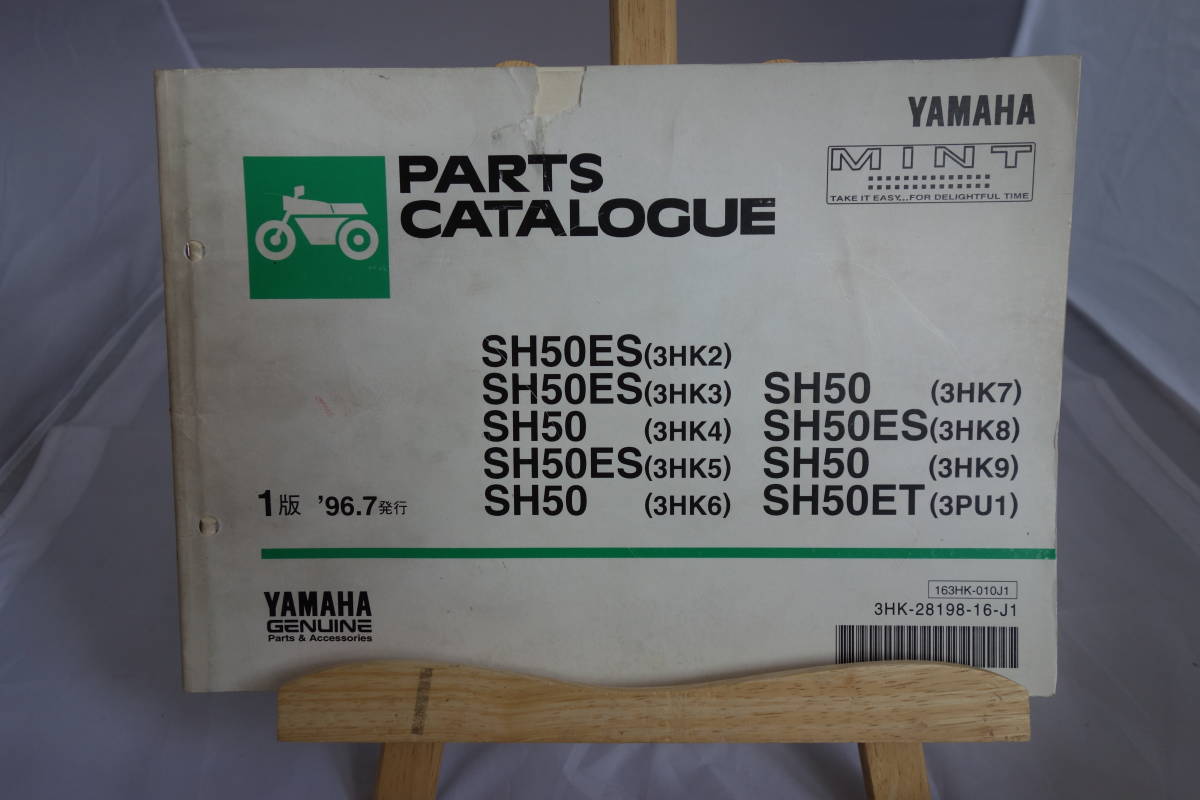 YAMAHA
MINT
TAKE IT EASY...FOR DELIGHTFUL TIME
PARTS
CATALOGUE
SH50ES(3HK2)
SH50ES(3HK3) SH50 (3HK7)
SH50 (3HK4) SH50ES(3HK8)
SH50ES(3HK5) SH50 (3HK9)
SH50 (3HK6) SH50ET(3PU1)
1版 '96.7発行
YAMAHA
GENUINE
Parts & Accessories
163HK-010J1
3HK-28198-16-J1